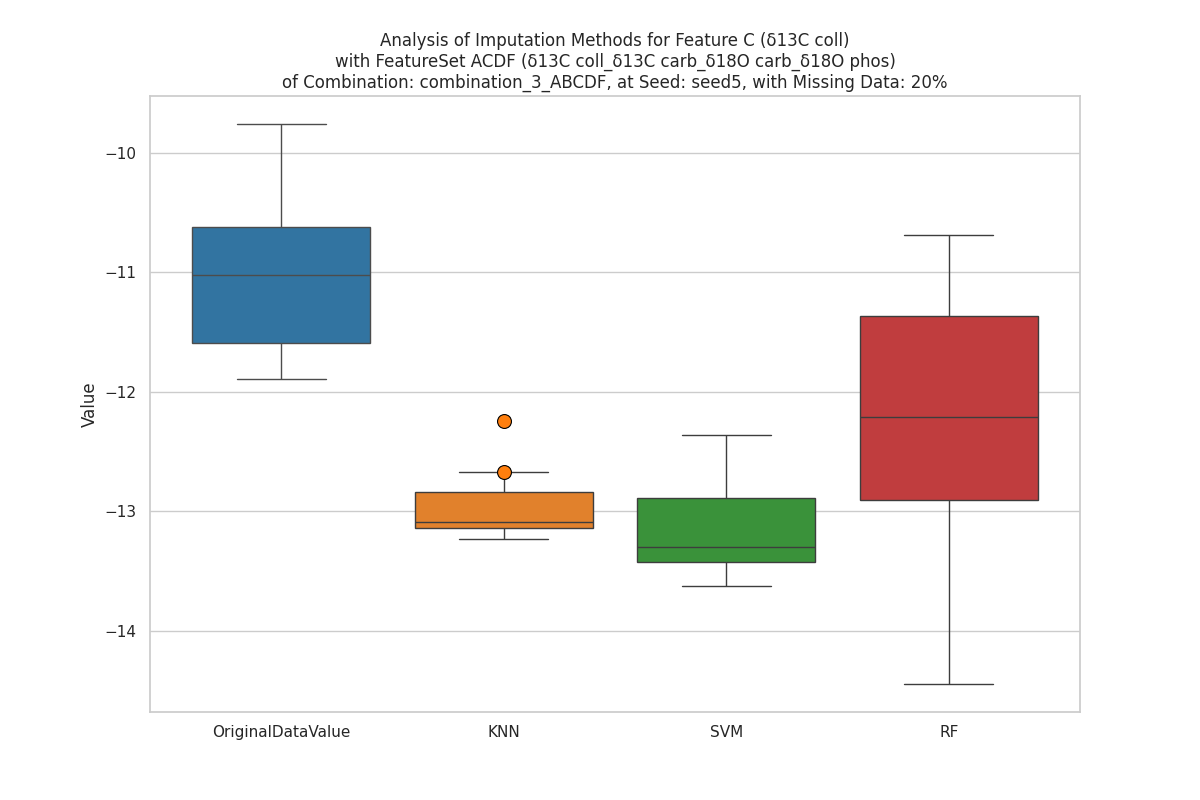 Analysis of Imputation Methods for Feature C (δ13C coll)
with FeatureSet ACDF (δ13C coll_δ13C carb_δ18O carb_δ18O phos)
of Combination: combination_3_ABCDF, at Seed: seed5, with Missing Data: 20%
Value
−10
−11
−12
−13
−14
OriginalDataValue
KNN
SVM
RF